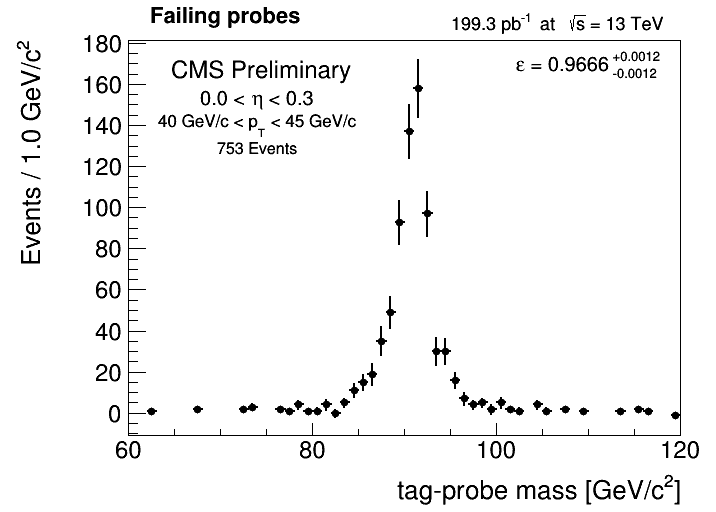 Failing probes
199.3 pb⁻¹ at √s = 13 TeV
CMS Preliminary
0.0 < η < 0.3
40 GeV/c < p_T < 45 GeV/c
753 Events
ε = 0.9666 +0.0012 -0.0012
Events / 1.0 GeV/c²
180
160
140
120
100
80
60
40
20
0
60 80 100 120
tag-probe mass [GeV/c²]